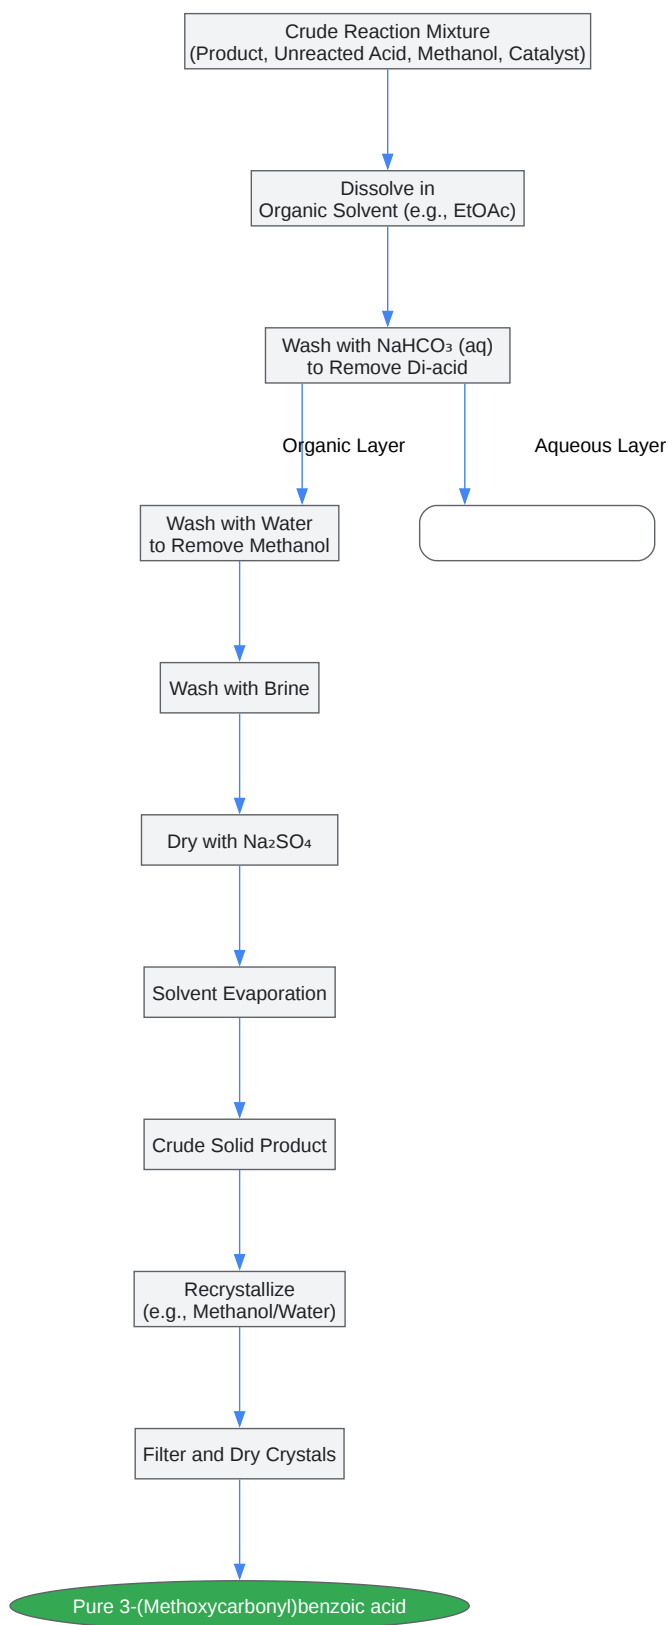 Crude Reaction Mixture
(Product, Unreacted Acid, Methanol, Catalyst)
Dissolve in
Organic Solvent (e.g., EtOAc)
Wash with NaHCO₃ (aq)
to Remove Di-acid
Organic Layer
Aqueous Layer
Wash with Water
to Remove Methanol
Wash with Brine
Dry with Na₂SO₄
Solvent Evaporation
Crude Solid Product
Recrystallize
(e.g., Methanol/Water)
Filter and Dry Crystals
Pure 3-(Methoxycarbonyl)benzoic acid